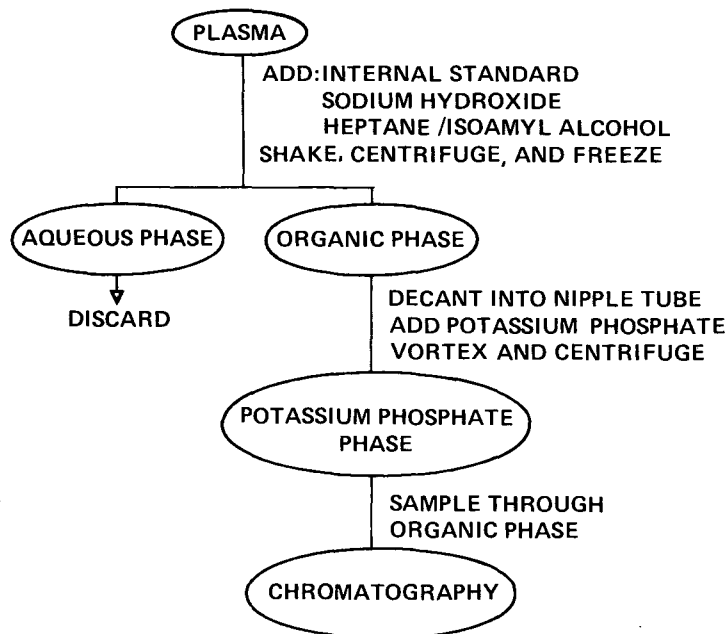 PLASMA
ADD: INTERNAL STANDARD
SODIUM HYDROXIDE
HEPTANE /ISOAMYL ALCOHOL
SHAKE, CENTRIFUGE, AND FREEZE
AQUEOUS PHASE
ORGANIC PHASE
DISCARD
DECANT INTO NIPPLE TUBE
ADD POTASSIUM PHOSPHATE
VORTEX AND CENTRIFUGE
POTASSIUM PHOSPHATE
PHASE
SAMPLE THROUGH
ORGANIC PHASE
CHROMATOGRAPHY